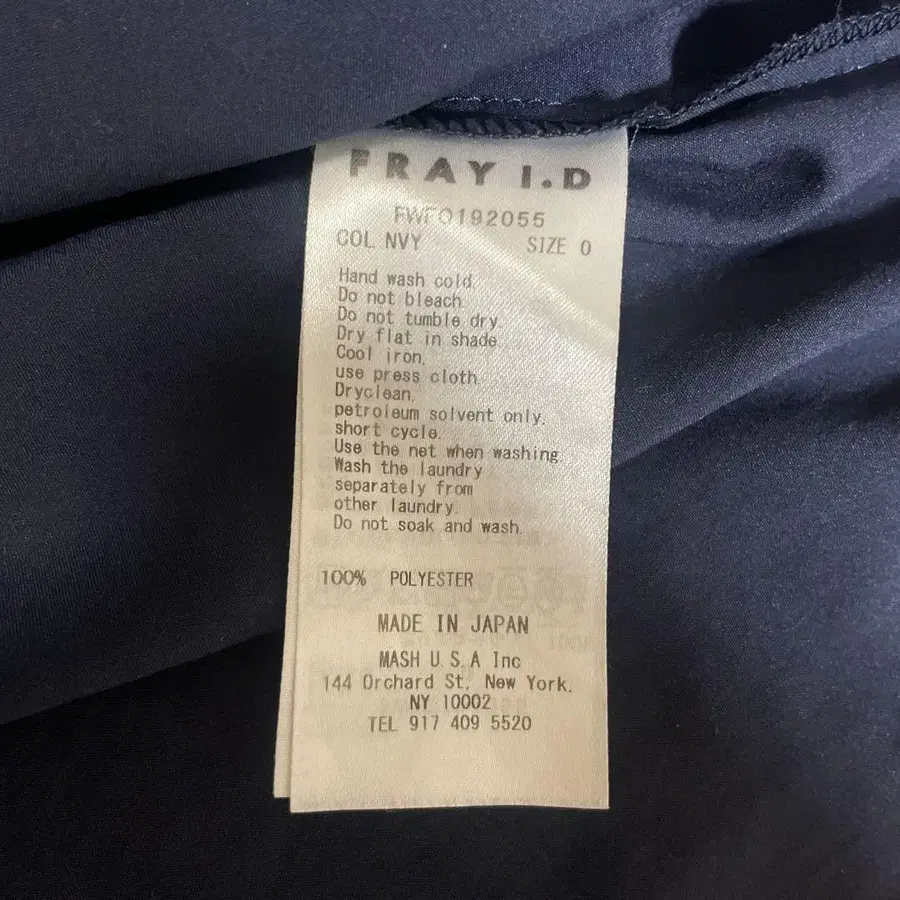 FRAY I.D
FWFO192055
COL NVY SIZE 0
Hand wash cold.
Do not bleach.
Do not tumble dry.
Dry flat in shade.
Cool iron,
use press cloth.
Dryclean,
petroleum solvent only.
short cycle.
Use the net when washing.
Wash the laundry
separately from
other laundry.
Do not soak and wash.
100% POLYESTER
MADE IN JAPAN
MASH U.S.A Inc
144 Orchard St, New York.
NY 10002
TEL 917 409 5520